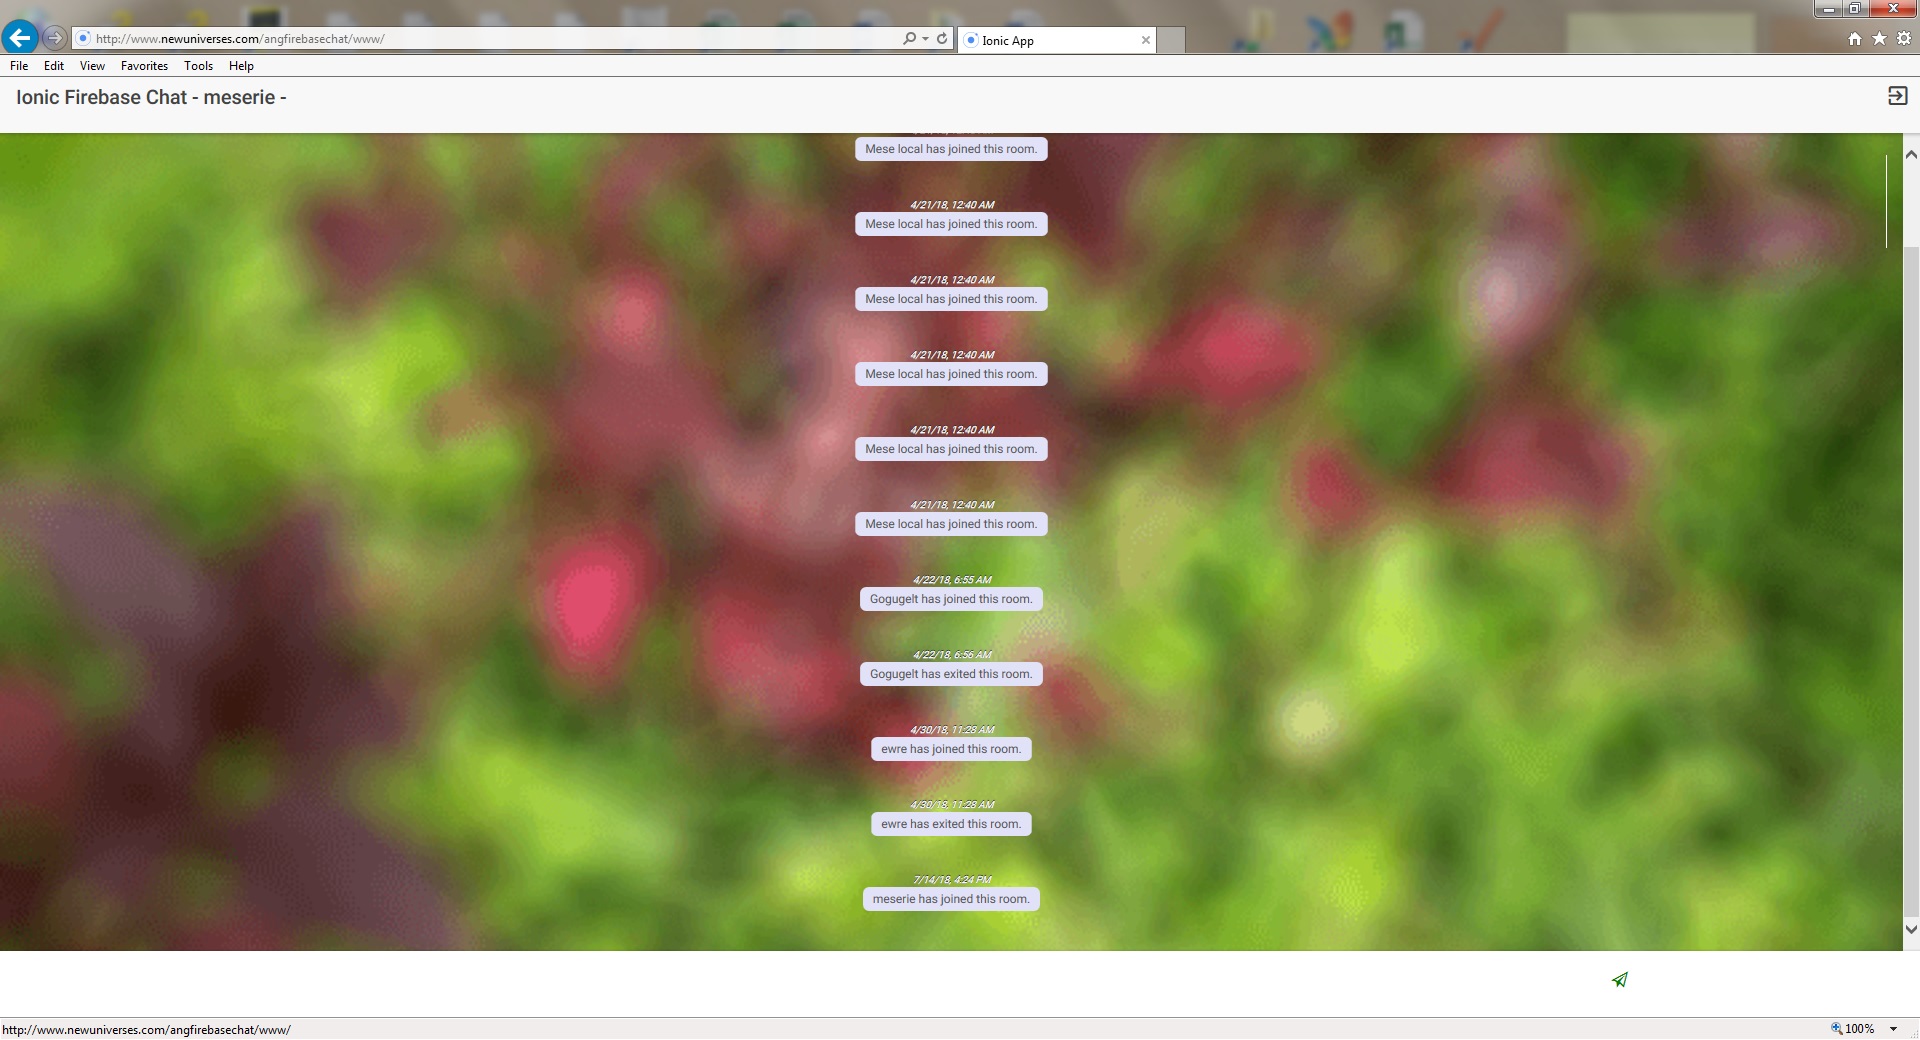 http://www.newuniverses.com/angfirebasechat/www/
Ionic App
File Edit View Favorites Tools Help
Ionic Firebase Chat - meserie -
Mese local has joined this room.
4/21/18, 12:40 AM
Mese local has joined this room.
4/21/18, 12:40 AM
Mese local has joined this room.
4/21/18, 12:40 AM
Mese local has joined this room.
4/21/18, 12:40 AM
Mese local has joined this room.
4/21/18, 12:40 AM
Mese local has joined this room.
4/22/18, 6:55 AM
Gogugelt has joined this room.
4/22/18, 6:56 AM
Gogugelt has exited this room.
4/30/18, 11:28 AM
ewre has joined this room.
4/30/18, 11:28 AM
ewre has exited this room.
7/14/18, 4:24 PM
meserie has joined this room.
http://www.newuniverses.com/angfirebasechat/www/
100%